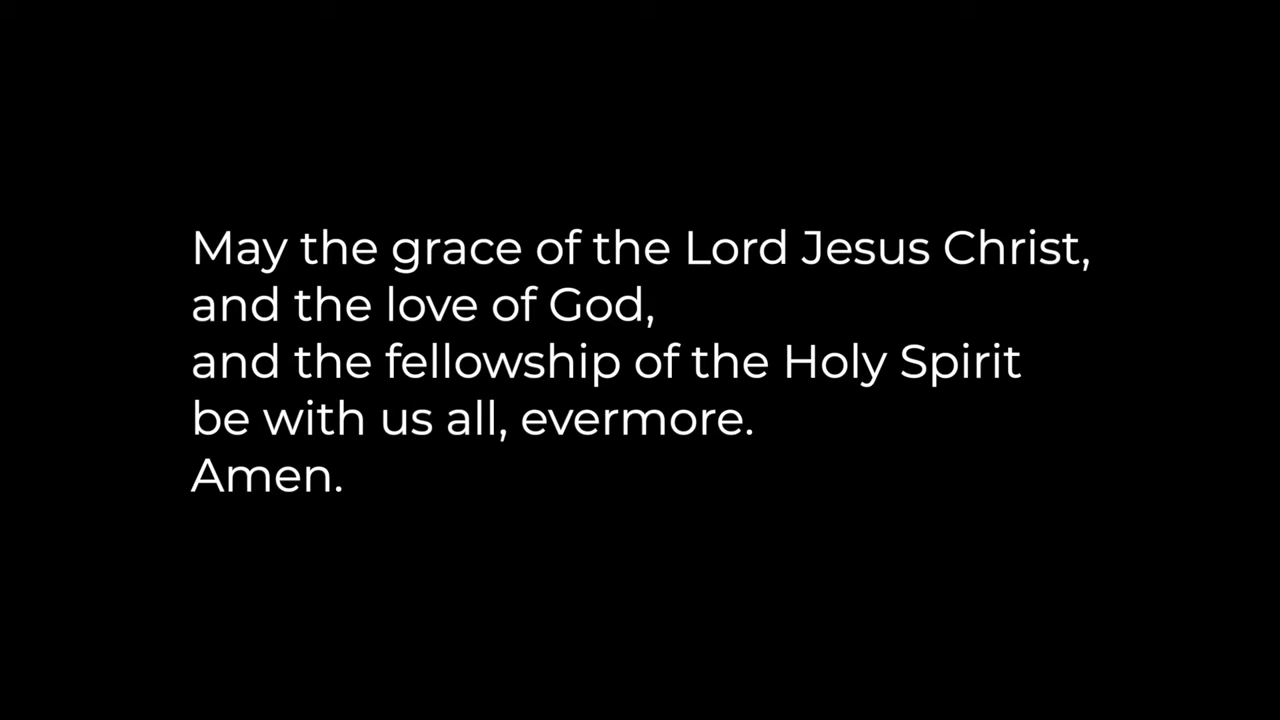 May the grace of the Lord Jesus Christ,
and the love of God,
and the fellowship of the Holy Spirit
be with us all, evermore.
Amen.